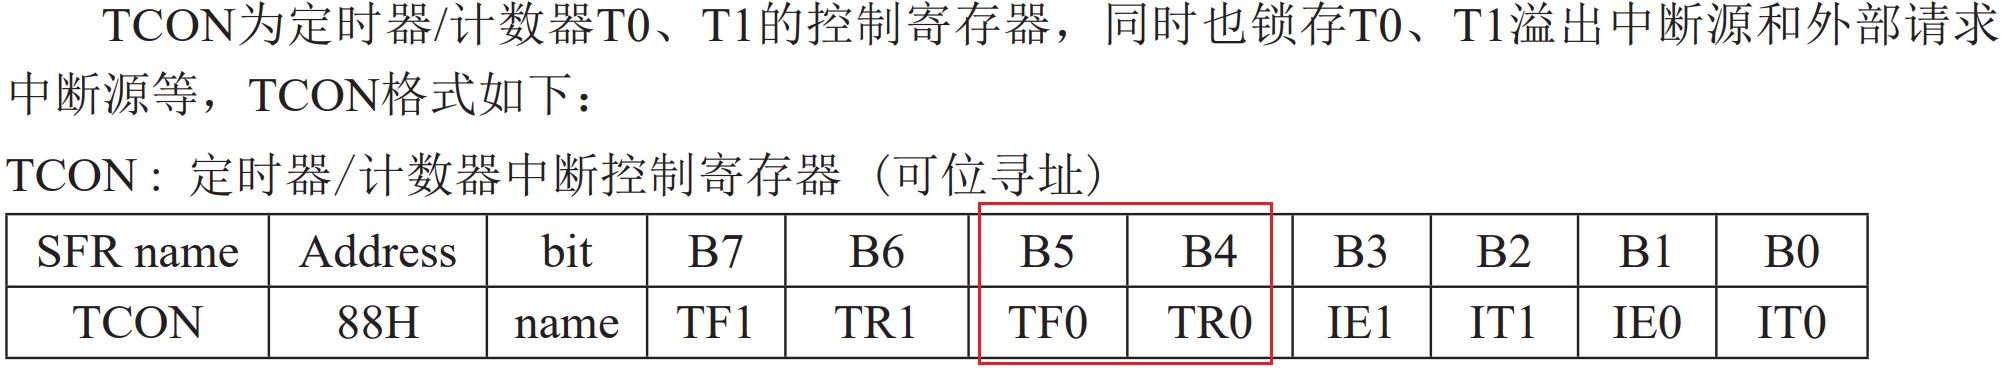 TCON为定时器/计数器T0、T1的控制寄存器，同时也锁存T0、T1溢出中断源和外部请求
中断源等，TCON格式如下：
TCON : 定时器/计数器中断控制寄存器 (可位寻址)
SFR name Address bit B7 B6 B5 B4 B3 B2 B1 B0
TCON 88H name TF1 TR1 TF0 TR0 IE1 IT1 IE0 IT0